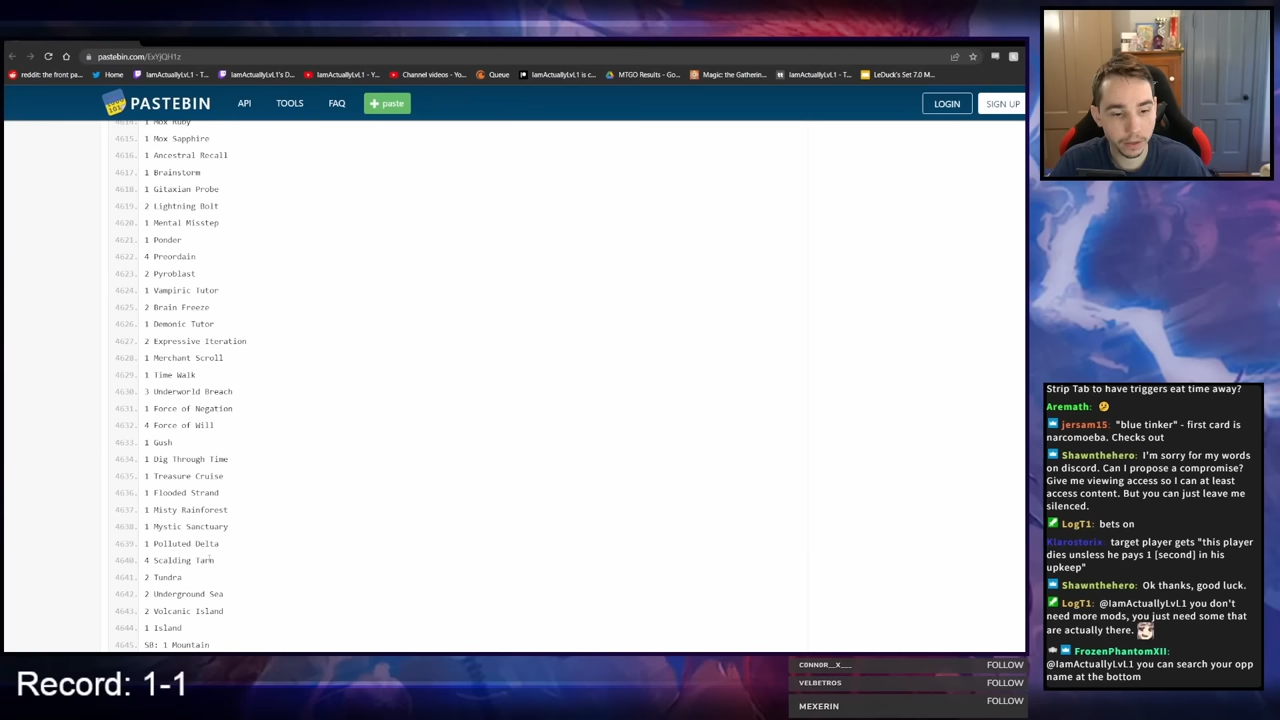 pastebin.com/ExYjQH1z
reddit: the front pa...
Home
IamActuallyLvL1 - T...
IamActuallyLvL1's D...
IamActuallyLvL1 - Y...
Channel videos - Yo...
Queue
IamActuallyLvL1 is c...
MTGO Results - Go...
Magic: the Gatherin...
IamActuallyLvL1 - T...
LeDuck's Set 7.0 M...
PASTEBIN
API
TOOLS
FAQ
+ paste
LOGIN
SIGN UP
4614. 1 Mox Ruby
4615. 1 Mox Sapphire
4616. 1 Ancestral Recall
4617. 1 Brainstorm
4618. 1 Gitaxian Probe
4619. 2 Lightning Bolt
4620. 1 Mental Misstep
4621. 1 Ponder
4622. 4 Preordain
4623. 2 Pyroblast
4624. 1 Vampiric Tutor
4625. 2 Brain Freeze
4626. 1 Demonic Tutor
4627. 2 Expressive Iteration
4628. 1 Merchant Scroll
4629. 1 Time Walk
4630. 3 Underworld Breach
4631. 1 Force of Negation
4632. 4 Force of Will
4633. 1 Gush
4634. 1 Dig Through Time
4635. 1 Treasure Cruise
4636. 1 Flooded Strand
4637. 1 Misty Rainforest
4638. 1 Mystic Sanctuary
4639. 1 Polluted Delta
4640. 4 Scalding Tarn
4641. 2 Tundra
4642. 2 Underground Sea
4643. 2 Volcanic Island
4644. 1 Island
4645. SB: 1 Mountain
Strip Tab to have triggers eat time away?
Aremath:
jersam15: "blue tinker" - first card is
narcomoeba. Checks out
Shawnthehero: I'm sorry for my words
on discord. Can I propose a compromise?
Give me viewing access so I can at least
access content. But you can just leave me
silenced.
LogT1: bets on
Klarostorix: target player gets "this player
dies unsless he pays 1 [second] in his
upkeep"
Shawnthehero: Ok thanks, good luck.
LogT1: @IamActuallyLvL1 you don't
need more mods, you just need some that
are actually there.
FrozenPhantomXII:
@IamActuallyLvL1 you can search your opp
name at the bottom
Record: 1-1
C0NN0R__X___ FOLLOW
VELBETROS FOLLOW
MEXERIN FOLLOW